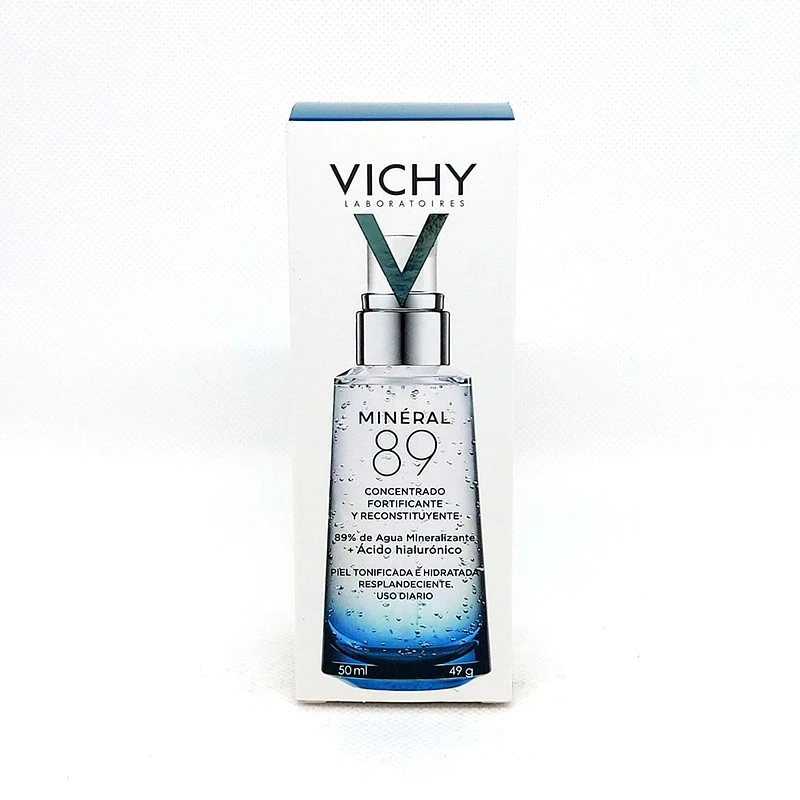 VICHY
LABORATOIRES
MINÉRAL
89
CONCENTRADO
FORTIFICANTE
Y RECONSTITUYENTE
89% de Agua Mineralizante
+ Ácido hialurónico
PIEL TONIFICADA E HIDRATADA
RESPLANDECIENTE.
USO DIARIO
50 ml 49 g